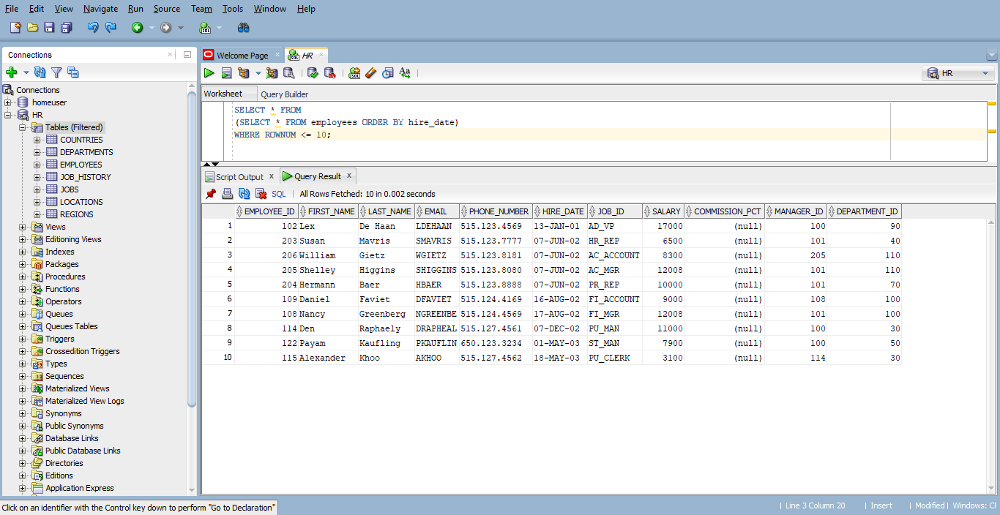 File Edit View Navigate Run Source Team Tools Window Help
Connections
Connections
homeuser
HR
Tables (Filtered)
COUNTRIES
DEPARTMENTS
EMPLOYEES
JOB_HISTORY
JOBS
LOCATIONS
REGIONS
Views
Editioning Views
Indexes
Packages
Procedures
Functions
Operators
Queues
Queues Tables
Triggers
Crossedition Triggers
Types
Sequences
Materialized Views
Materialized View Logs
Synonyms
Public Synonyms
Database Links
Public Database Links
Directories
Editions
Application Express
Welcome Page HR
HR
Worksheet Query Builder
SELECT * FROM
(SELECT * FROM employees ORDER BY hire_date)
WHERE ROWNUM <= 10;
Script Output x Query Result x
SQL | All Rows Fetched: 10 in 0.002 seconds
EMPLOYEE_ID FIRST_NAME LAST_NAME EMAIL PHONE_NUMBER HIRE_DATE JOB_ID SALARY COMMISSION_PCT MANAGER_ID DEPARTMENT_ID
1 102 Lex De Haan LDEHAAN 515.123.4569 13-JAN-01 AD_VP 17000 (null) 100 90
2 203 Susan Mavris SMAVRIS 515.123.7777 07-JUN-02 HR_REP 6500 (null) 101 40
3 206 William Gietz WGIETZ 515.123.8181 07-JUN-02 AC_ACCOUNT 8300 (null) 205 110
4 205 Shelley Higgins SHIGGINS 515.123.8080 07-JUN-02 AC_MGR 12008 (null) 101 110
5 204 Hermann Baer HBAER 515.123.8888 07-JUN-02 PR_REP 10000 (null) 101 70
6 109 Daniel Faviet DFAVIET 515.124.4169 16-AUG-02 FI_ACCOUNT 9000 (null) 108 100
7 108 Nancy Greenberg NGREENBE 515.124.4569 17-AUG-02 FI_MGR 12008 (null) 101 100
8 114 Den Raphaely DRAPHEAL 515.127.4561 07-DEC-02 PU_MAN 11000 (null) 100 30
9 122 Payam Kaufling PKAUFLIN 650.123.3234 01-MAY-03 ST_MAN 7900 (null) 100 50
10 115 Alexander Khoo AKHOO 515.127.4562 18-MAY-03 PU_CLERK 3100 (null) 114 30
Click on an identifier with the Control key down to perform "Go to Declaration"
| Line 3 Column 20 | Insert | Modified | Windows: CF